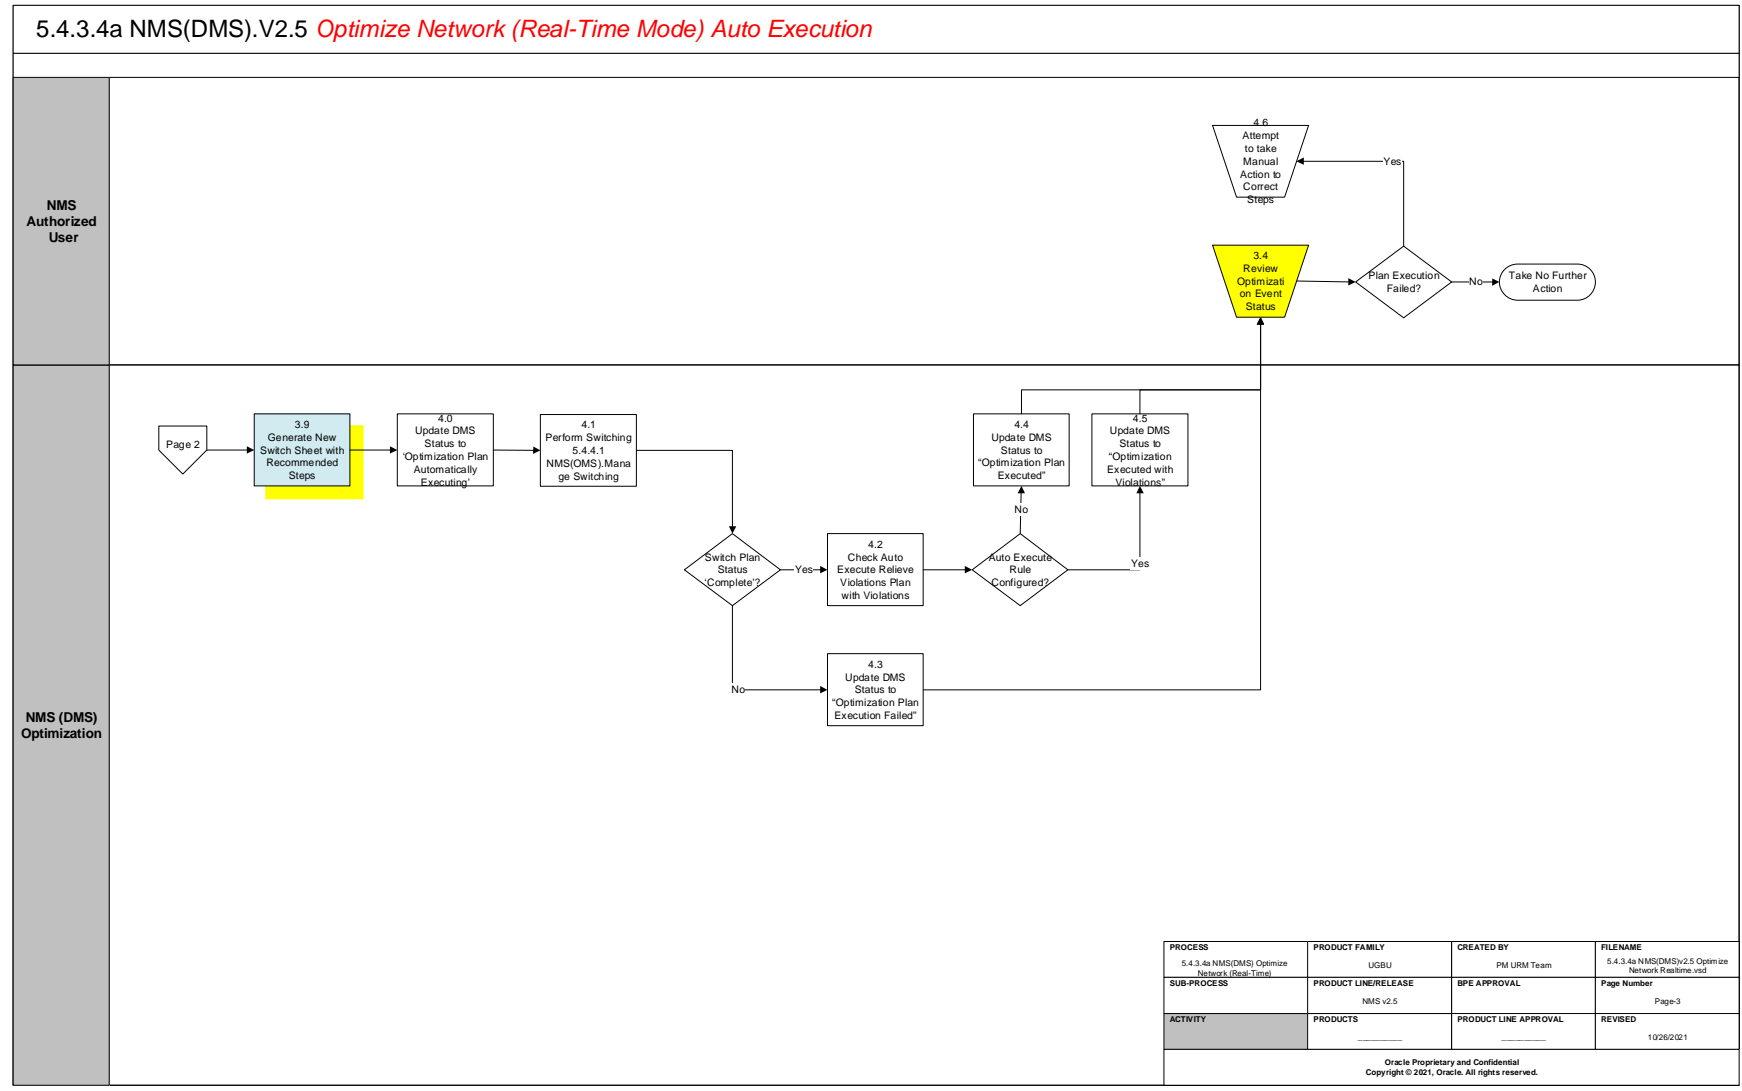 5.4.3.4a NMS(DMS).V2.5 Optimize Network (Real-Time Mode) Auto Execution
NMS
Authorized
User
4.6
Attempt
to take
Manual
Action to
Correct
Steps
Yes
3.4
Review
Optimizati
on Event
Status
Plan Execution
Failed?
No
Take No Further
Action
NMS (DMS)
Optimization
Page 2
3.9
Generate New
Switch Sheet with
Recommended
Steps
4.0
Update DMS
Status to
‘Optimization Plan
Automatically
Executing’
4.1
Perform Switching
5.4.4.1
NMS(OMS).Mana
ge Switching
4.4
Update DMS
Status to
“Optimization Plan
Executed”
4.5
Update DMS
Status to
“Optimization
Executed with
Violations”
No
Switch Plan
Status
‘Complete’?
Yes
4.2
Check Auto
Execute Relieve
Violations Plan
with Violations
Auto Execute
Rule
Configured?
Yes
No
4.3
Update DMS
Status to
“Optimization Plan
Execution Failed”
PROCESS
5.4.3.4a NMS(DMS) Optimize
Network (Real-Time)
PRODUCT FAMILY
UGBU
CREATED BY
PM URM Team
FILENAME
5.4.3.4a NMS(DMS)v2.5 Optimize
Network Realtime.vsd
SUB-PROCESS
PRODUCT LINE/RELEASE
NMS v2.5
BPE APPROVAL
Page Number
Page-3
ACTIVITY
PRODUCTS
PRODUCT LINE APPROVAL
REVISED
10/26/2021
Oracle Proprietary and Confidential
Copyright © 2021, Oracle. All rights reserved.